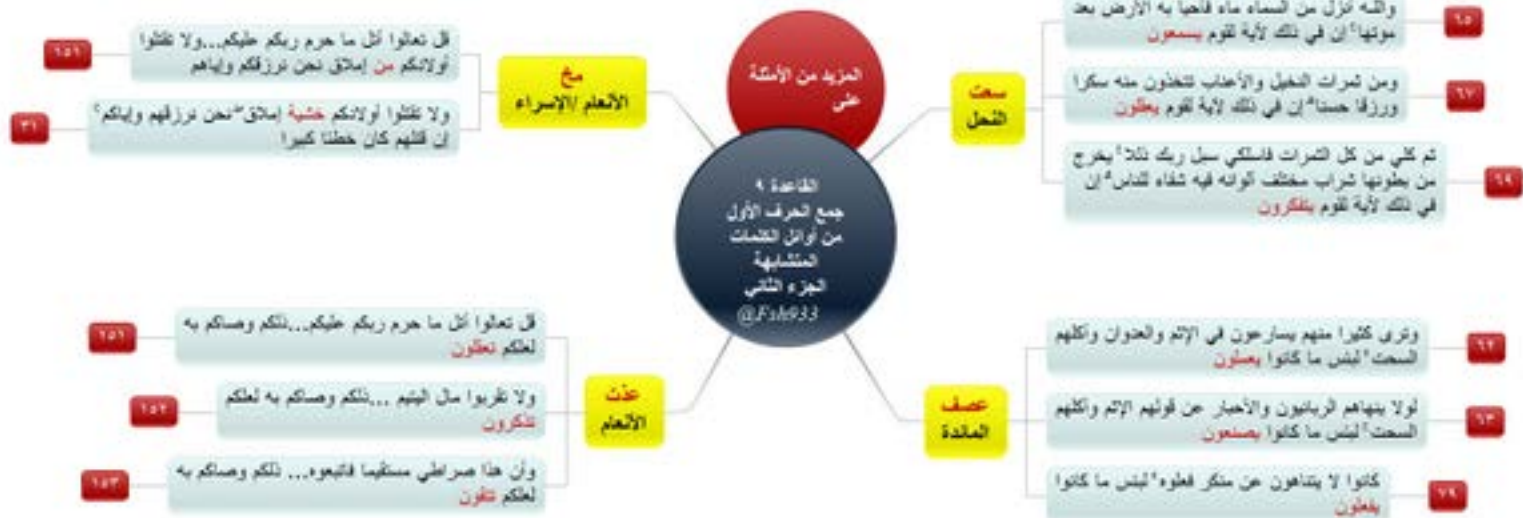 المزيد من الأمثلة
على
القاعدة ٩
جمع الحرف الأول
من أوائل الكلمات
المتشابهة
الجزء الثاني
@Fsh933
سعت
النحل
٦٥
والله أنزل من السماء ماء فأحيا به الأرض بعد
موتها ۚ إن في ذلك لآية لقوم يسمعون
٦٧
ومن ثمرات النخيل والأعناب تتخذون منه سكرا
ورزقا حسنا ۗ إن في ذلك لآية لقوم يعقلون
٦٩
ثم كلي من كل الثمرات فاسلكي سبل ربك ذللا ۚ يخرج
من بطونها شراب مختلف ألوانه فيه شفاء للناس ۗ إن
في ذلك لآية لقوم يتفكرون
عصف
المائدة
٦٢
وترى كثيرا منهم يسارعون في الإثم والعدوان وأكلهم
السحت ۚ لبئس ما كانوا يعملون
٦٣
لولا ينهاهم الربانيون والأحبار عن قولهم الإثم وأكلهم
السحت ۚ لبئس ما كانوا يصنعون
٧٩
كانوا لا يتناهون عن منكر فعلوه ۚ لبئس ما كانوا
يفعلون
مخ
الأنعام /الإسراء
١٥١
قل تعالوا أتل ما حرم ربكم عليكم...ولا تقتلوا
أولادكم من إملاق نحن نرزقكم وإياهم
٣١
ولا تقتلوا أولادكم خشية إملاق ۖ نحن نرزقهم وإياكم ۚ
إن قتلهم كان خطئا كبيرا
عذت
الأنعام
١٥١
قل تعالوا أتل ما حرم ربكم عليكم...ذلكم وصاكم به
لعلكم تعقلون
١٥٢
ولا تقربوا مال اليتيم ...ذلكم وصاكم به لعلكم
تذكرون
١٥٣
وأن هذا صراطي مستقيما فاتبعوه... ذلكم وصاكم به
لعلكم تتقون